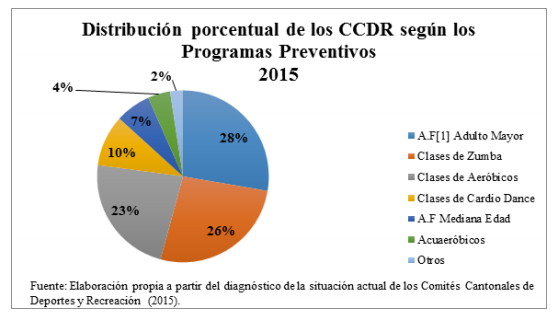 Distribución porcentual de los CCDR según los
Programas Preventivos
2015
2%
4%
7%
28%
10%
23%
26%
A.F[1] Adulto Mayor
Clases de Zumba
Clases de Aeróbicos
Clases de Cardio Dance
A.F Mediana Edad
Acuaeróbicos
Otros
Fuente: Elaboración propia a partir del diagnóstico de la situación actual de los Comités Cantonales de
Deportes y Recreación (2015).